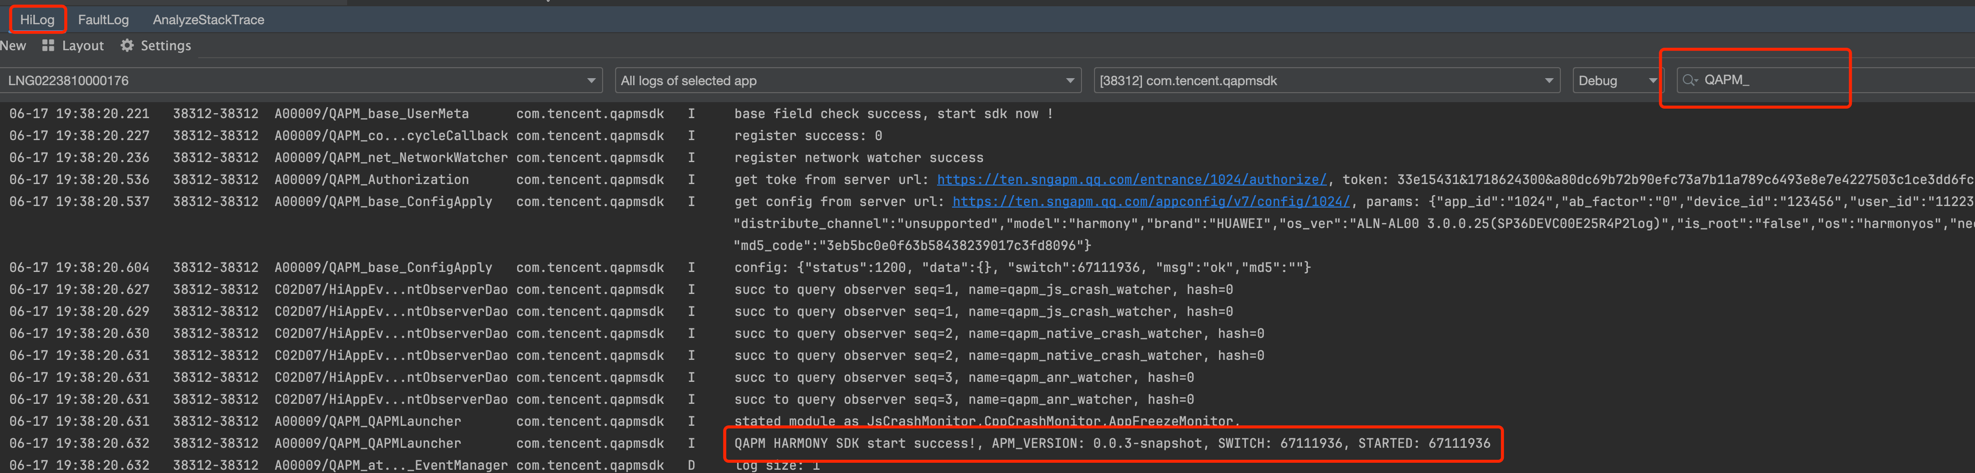 HiLog FaultLog AnalyzeStackTrace
New Layout Settings
LNG0223810000176 All logs of selected app [38312] com.tencent.qapmsdk Debug QAPM_
06-17 19:38:20.221 38312-38312 A00009/QAPM_base_UserMeta com.tencent.qapmsdk I base field check success, start sdk now !
06-17 19:38:20.227 38312-38312 A00009/QAPM_co...cycleCallback com.tencent.qapmsdk I register success: 0
06-17 19:38:20.236 38312-38312 A00009/QAPM_net_NetworkWatcher com.tencent.qapmsdk I register network watcher success
06-17 19:38:20.536 38312-38312 A00009/QAPM_Authorization com.tencent.qapmsdk I get toke from server url: https://ten.sngapm.qq.com/entrance/1024/authorize/, token: 33e15431&1718624300&a80dc69b72b90efc73a7b11a789c6493e8e7e4227503c1ce3dd6fc
06-17 19:38:20.537 38312-38312 A00009/QAPM_base_ConfigApply com.tencent.qapmsdk I get config from server url: https://ten.sngapm.qq.com/appconfig/v7/config/1024/, params: {"app_id":"1024","ab_factor":"0","device_id":"123456","user_id":"11223
"distribute_channel":"unsupported","model":"harmony","brand":"HUAWEI","os_ver":"ALN-AL00 3.0.0.25(SP36DEVC00E25R4P2log)","is_root":"false","os":"harmonyos","nee
"md5_code":"3eb5bc0e0f63b58438239017c3fd8096"}
06-17 19:38:20.604 38312-38312 A00009/QAPM_base_ConfigApply com.tencent.qapmsdk I config: {"status":1200, "data":{}, "switch":67111936, "msg":"ok","md5":""}
06-17 19:38:20.627 38312-38312 C02D07/HiAppEv...ntObserverDao com.tencent.qapmsdk I succ to query observer seq=1, name=qapm_js_crash_watcher, hash=0
06-17 19:38:20.629 38312-38312 C02D07/HiAppEv...ntObserverDao com.tencent.qapmsdk I succ to query observer seq=1, name=qapm_js_crash_watcher, hash=0
06-17 19:38:20.630 38312-38312 C02D07/HiAppEv...ntObserverDao com.tencent.qapmsdk I succ to query observer seq=2, name=qapm_native_crash_watcher, hash=0
06-17 19:38:20.631 38312-38312 C02D07/HiAppEv...ntObserverDao com.tencent.qapmsdk I succ to query observer seq=2, name=qapm_native_crash_watcher, hash=0
06-17 19:38:20.631 38312-38312 C02D07/HiAppEv...ntObserverDao com.tencent.qapmsdk I succ to query observer seq=3, name=qapm_anr_watcher, hash=0
06-17 19:38:20.631 38312-38312 C02D07/HiAppEv...ntObserverDao com.tencent.qapmsdk I succ to query observer seq=3, name=qapm_anr_watcher, hash=0
06-17 19:38:20.631 38312-38312 A00009/QAPM_QAPMLauncher com.tencent.qapmsdk I stated module as JsCrashMonitor,CppCrashMonitor,AppFreezeMonitor,
06-17 19:38:20.632 38312-38312 A00009/QAPM_QAPMLauncher com.tencent.qapmsdk I QAPM HARMONY SDK start success!, APM_VERSION: 0.0.3-snapshot, SWITCH: 67111936, STARTED: 67111936
06-17 19:38:20.632 38312-38312 A00009/QAPM_at..._EventManager com.tencent.qapmsdk D log size: 1